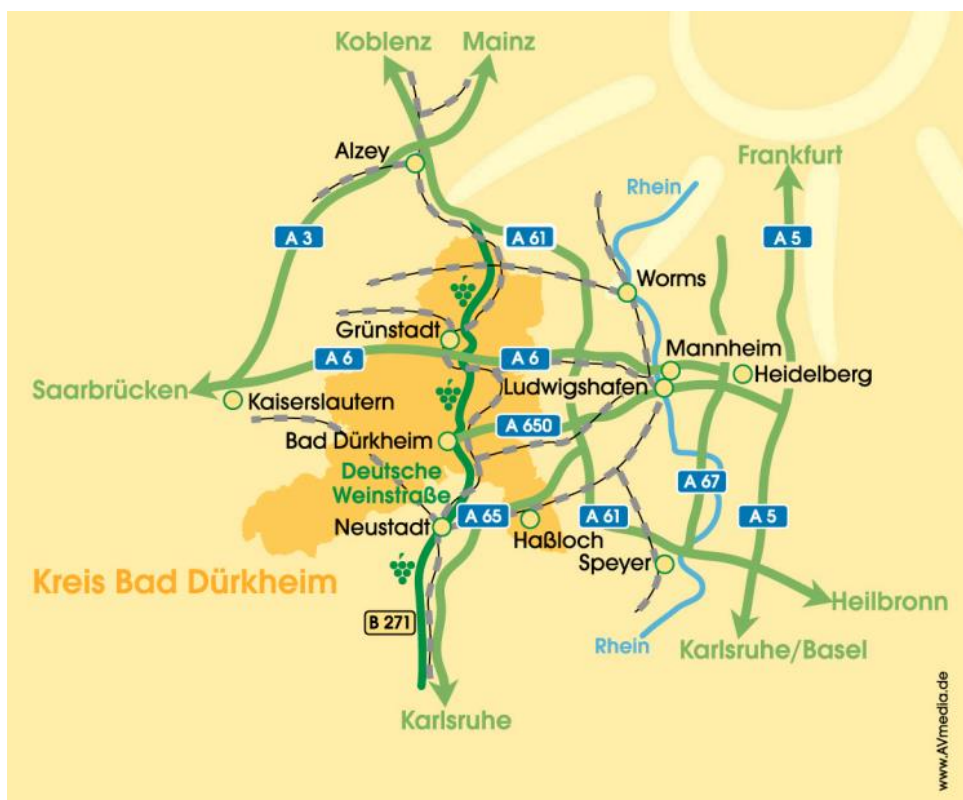 Koblenz
Mainz
Alzey
Frankfurt
Rhein
A 3
A 61
A 5
Worms
Grünstadt
A 6
A 6
Mannheim
Saarbrücken
Ludwigshafen
Heidelberg
Kaiserslautern
Bad Dürkheim
A 650
Deutsche
Weinstraße
A 67
Neustadt
A 65
A 61
A 5
Haßloch
Speyer
Kreis Bad Dürkheim
Heilbronn
B 271
Rhein
Karlsruhe/Basel
Karlsruhe
www.AVmedia.de